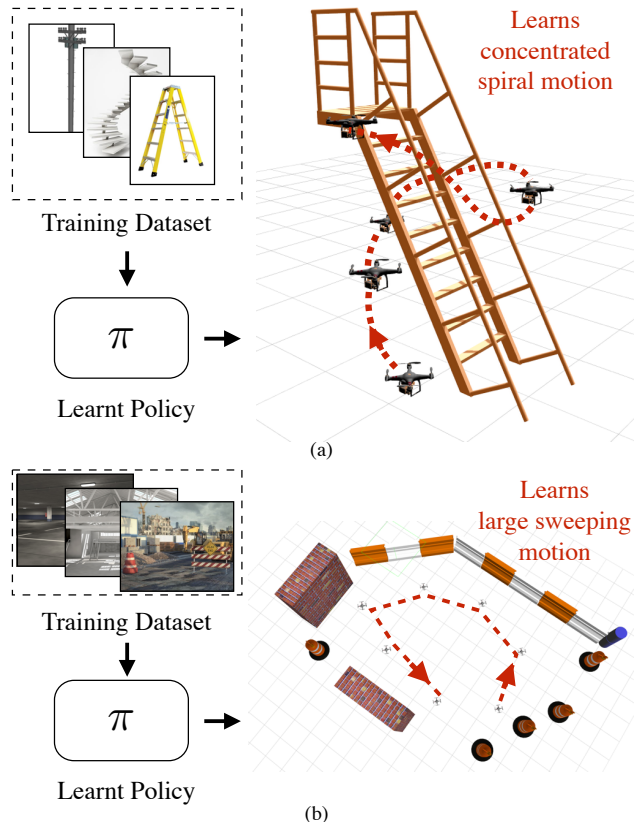 Learns
concentrated
spiral motion
Training Dataset
π
Learnt Policy
(a)
Learns
large sweeping
motion
Training Dataset
π
Learnt Policy
(b)